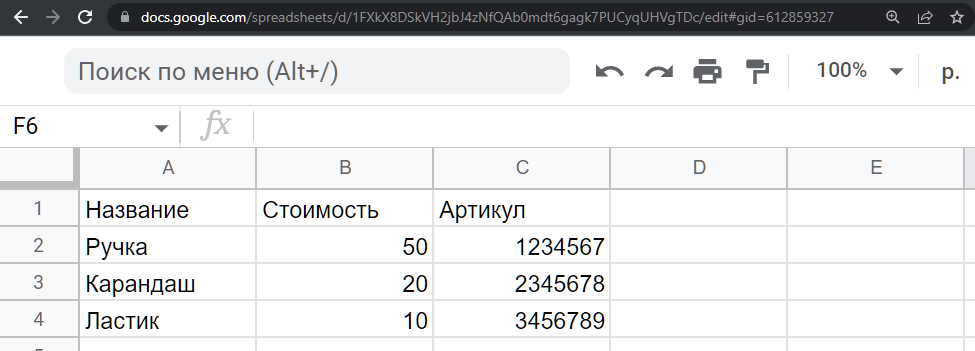 docs.google.com/spreadsheets/d/1FXkX8DSkVH2jbJ4zNfQAb0mdt6gagk7PUCyqUHVgTDc/edit#gid=612859327
Поиск по меню (Alt+/) 100% р.
F6 fx
A B C D E
1 Название Стоимость Артикул
2 Ручка 50 1234567
3 Карандаш 20 2345678
4 Ластик 10 3456789